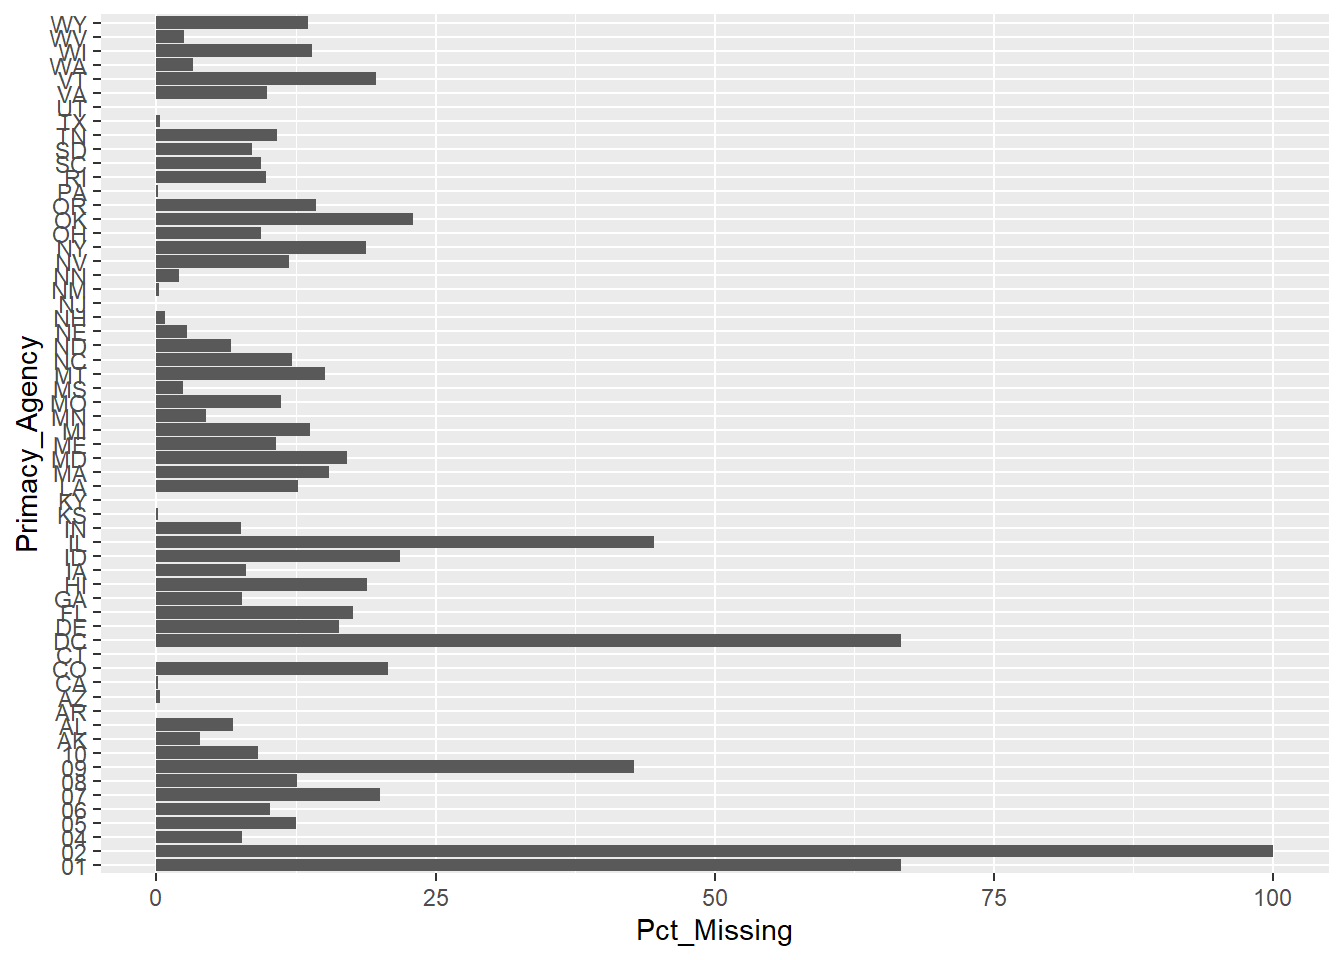 Primacy_Agency
WY
WV
WI
WA
VT
VA
UT
TX
TN
SD
SC
RI
PA
OR
OK
OH
NY
NV
NN
NM
NJ
NH
NE
ND
NC
MT
MS
MO
MN
MI
ME
MD
MA
LA
KY
KS
IN
IL
ID
IA
HI
GA
FL
DE
DC
CT
CO
CA
AZ
AR
AL
AK
10
09
08
07
06
05
04
02
01
0 25 50 75 100
Pct_Missing